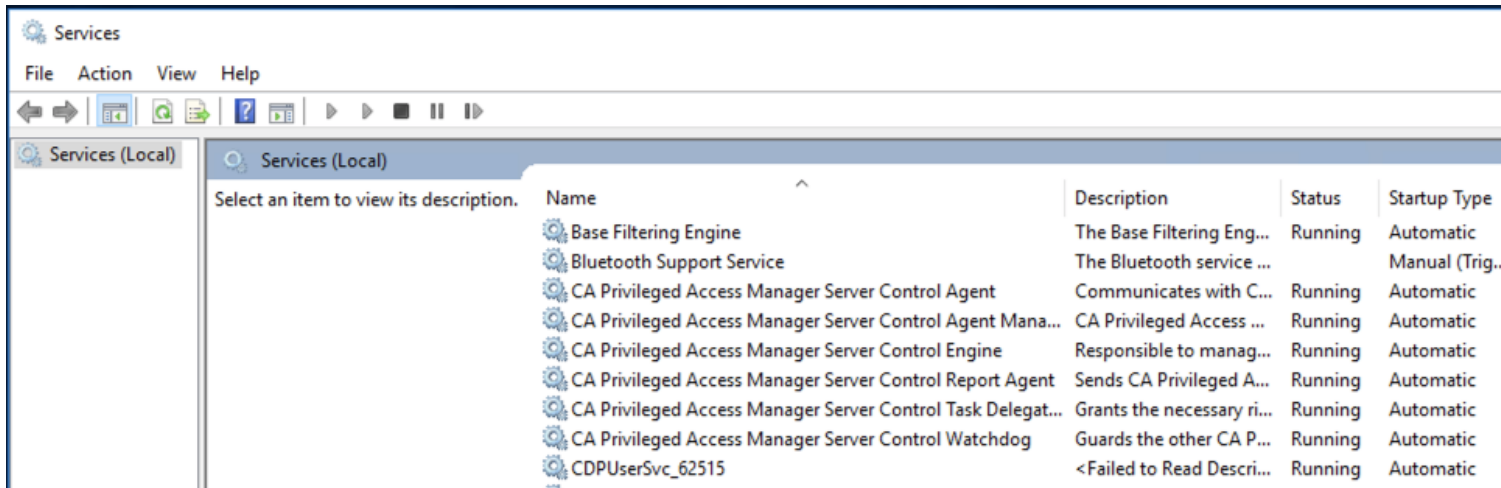 Services
File Action View Help
Services (Local)
Services (Local)
Select an item to view its description.
Name Description Status Startup Type
Base Filtering Engine The Base Filtering Eng... Running Automatic
Bluetooth Support Service The Bluetooth service ... Manual (Trig...
CA Privileged Access Manager Server Control Agent Communicates with C... Running Automatic
CA Privileged Access Manager Server Control Agent Mana... CA Privileged Access ... Running Automatic
CA Privileged Access Manager Server Control Engine Responsible to manag... Running Automatic
CA Privileged Access Manager Server Control Report Agent Sends CA Privileged A... Running Automatic
CA Privileged Access Manager Server Control Task Delegat... Grants the necessary ri... Running Automatic
CA Privileged Access Manager Server Control Watchdog Guards the other CA P... Running Automatic
CDPUserSvc_62515 <Failed to Read Descri... Running Automatic